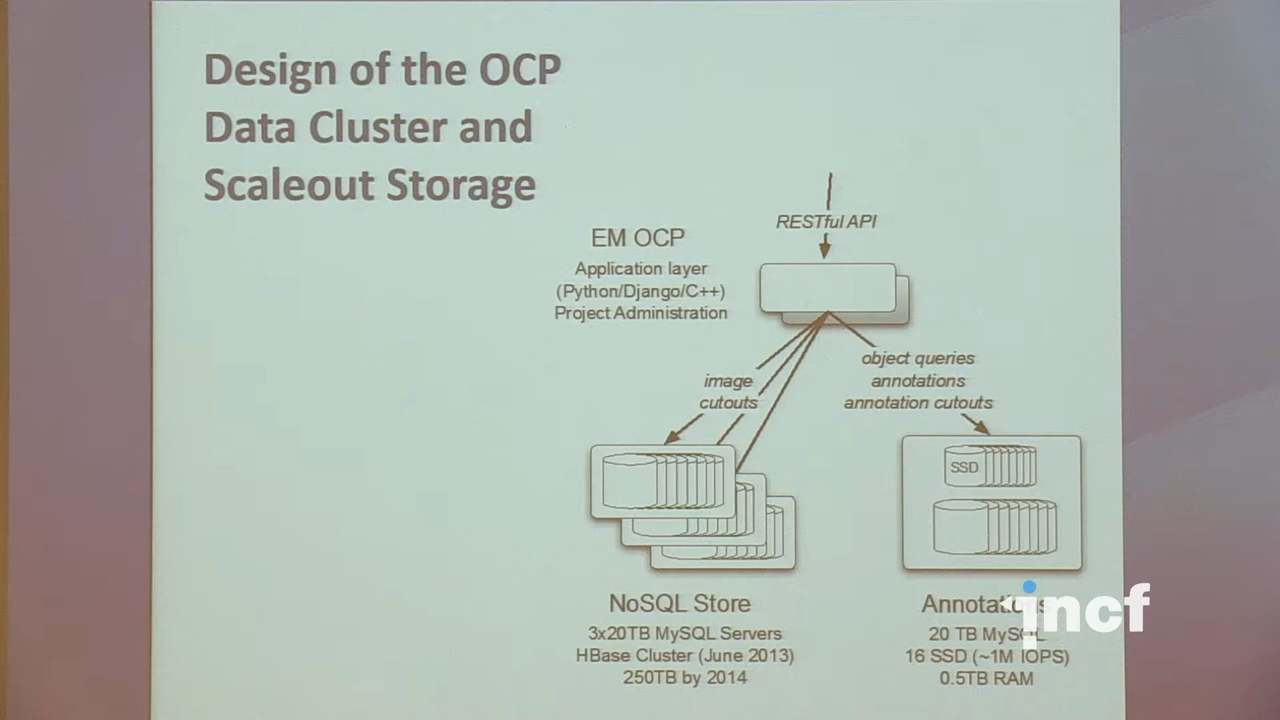 Design of the OCP
Data Cluster and
Scaleout Storage
RESTful API
EM OCP
Application layer
(Python/Django/C++)
Project Administration
object queries
annotations
annotation cutouts
image
cutouts
SSD
NoSQL Store
3x20TB MySQL Servers
HBase Cluster (June 2013)
250TB by 2014
20 TB MySQL
16 SSD (~1M IOPS)
0.5TB RAM
incf